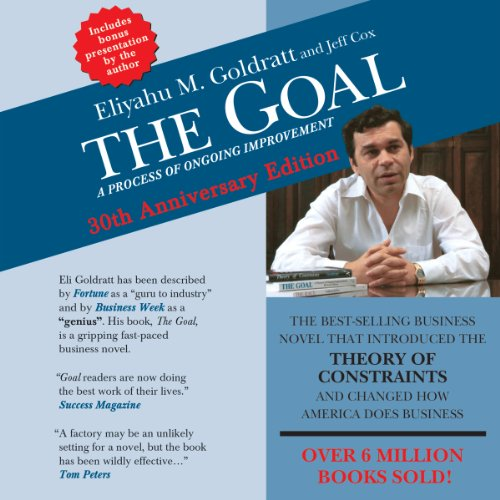 Includes
bonus
presentation
by the
author
Eliyahu M. Goldratt and Jeff Cox
THE GOAL
A PROCESS OF ONGOING IMPROVEMENT
30th Anniversary Edition
Eli Goldratt has been described
by Fortune as a “guru to industry”
and by Business Week as a
“genius”. His book, The Goal,
is a gripping fast-paced
business novel.
“Goal readers are now doing
the best work of their lives.”
Success Magazine
“A factory may be an unlikely
setting for a novel, but the book
has been wildly effective…”
Tom Peters
Theory of Constraints
THE GOAL
THE BEST-SELLING BUSINESS
NOVEL THAT INTRODUCED THE
THEORY OF
CONSTRAINTS
AND CHANGED HOW
AMERICA DOES BUSINESS
OVER 6 MILLION
BOOKS SOLD!